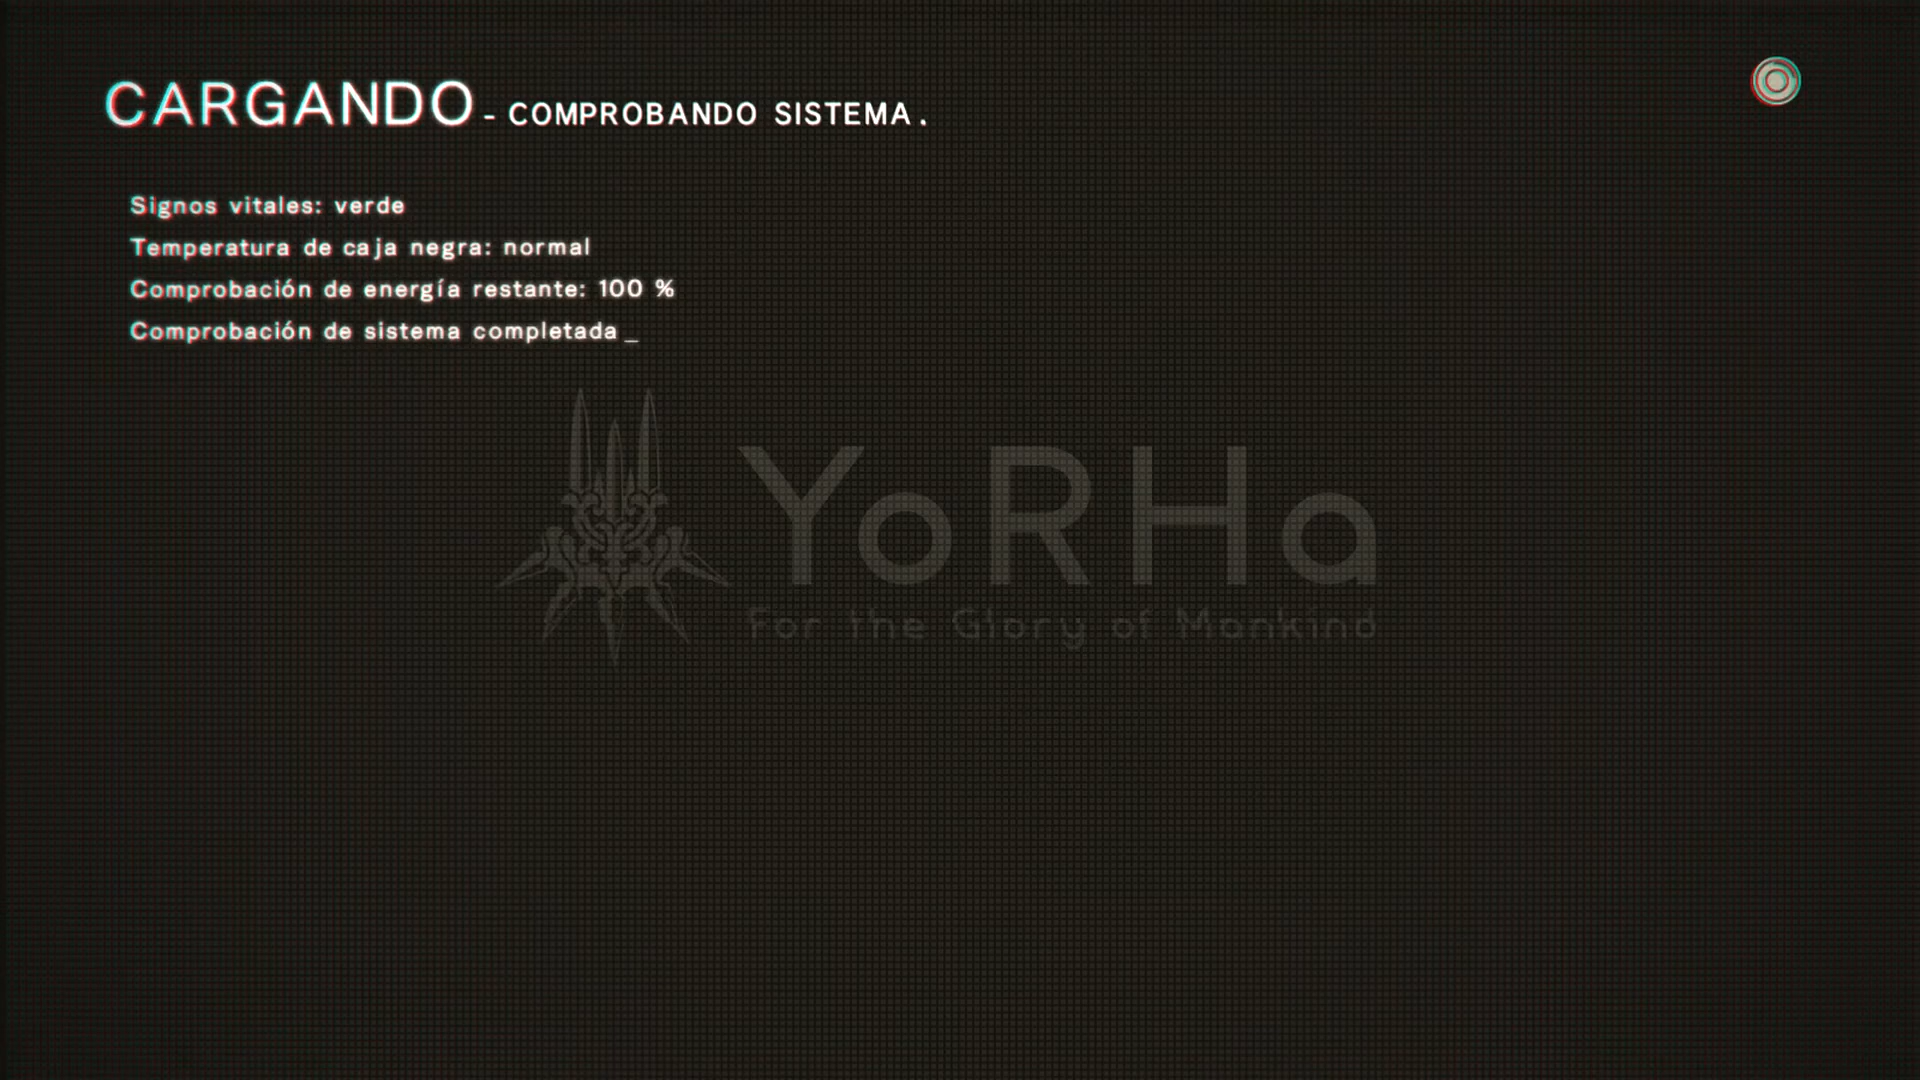 CARGANDO - COMPROBANDO SISTEMA.
Signos vitales: verde
Temperatura de caja negra: normal
Comprobación de energía restante: 100 %
Comprobación de sistema completada _
YoRHa
For the Glory of Mankind